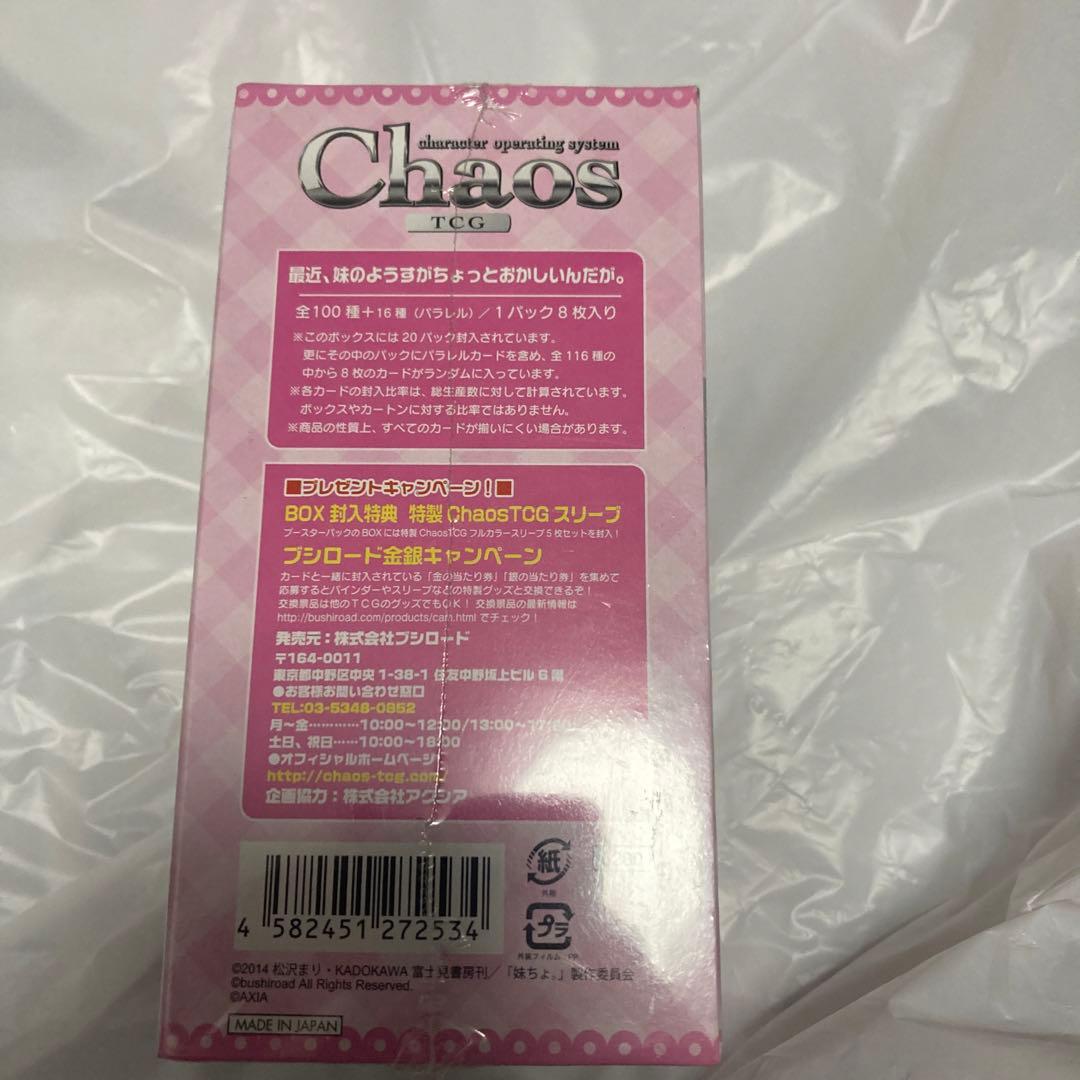 character operating system
Chaos
TCG
最近、妹のようすがちょっとおかしいんだが。
全100種+16種（パラレル）／1パック8枚入り
※このボックスには20パック封入されています。
更にその中のパックにパラレルカードを含め、全116種の
中から8枚のカードがランダムに入っています。
※各カードの封入比率は、総生産数に対して計算されています。
ボックスやカートンに対する比率ではありません。
※商品の性質上、すべてのカードが揃いにくい場合があります。
■プレゼントキャンペーン！■
BOX封入特典 特製ChaosTCGスリーブ
ブースターパックのBOXには特製ChaosTCGフルカラースリーブ5枚セットを封入！
ブシロード金銀キャンペーン
カードと一緒に封入されている「金の当たり券」「銀の当たり券」を集めて
応募するとバインダーやスリーブなどの特製グッズと交換できるぞ！
交換景品は他のTCGのグッズでもOK！ 交換景品の最新情報は
http://bushiroad.com/products/cam.htmlでチェック！
発売元：株式会社ブシロード
〒164-0011
東京都中野区中央1-38-1 住友中野坂上ビル6階
●お客様お問い合わせ窓口
TEL:03-5348-0852
月～金…………10:00～12:00/13:00～17:
土日、祝日……10:00～18:00
●オフィシャルホームページ
http://chaos-tcg.com/
企画協力：株式会社アクシア
4 582451 272534
紙
外箱
プラ
外装フィルム：PP
©2014 松沢まり・KADOKAWA 富士見書房刊／「妹ちょ。」製作委員会
©bushiroad All Rights Reserved.
©AXIA
MADE IN JAPAN